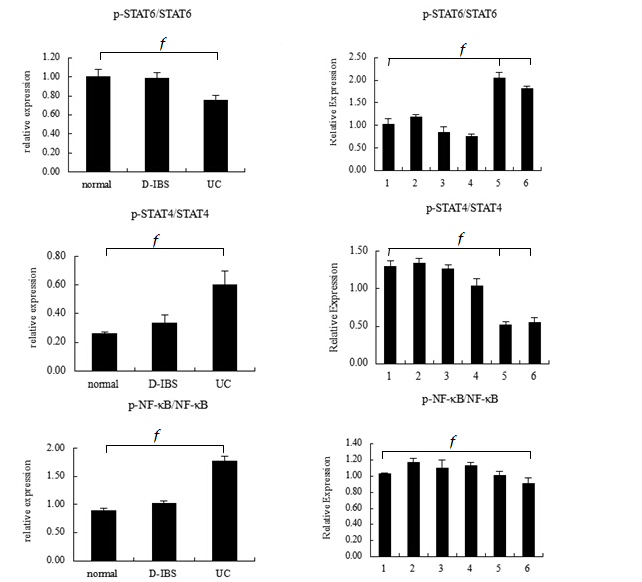 p-STAT6/STAT6
f
relative expression
1.20
1.00
0.80
0.60
0.40
0.20
0.00
normal D-IBS UC
p-STAT6/STAT6
f
Relative Expression
2.50
2.00
1.50
1.00
0.50
0.00
1 2 3 4 5 6
p-STAT4/STAT4
f
relative expression
0.80
0.60
0.40
0.20
0.00
normal D-IBS UC
p-STAT4/STAT4
f
Relative Expression
1.50
1.00
0.50
0.00
1 2 3 4 5 6
p-NF-κB/NF-κB
f
relative expression
2.00
1.50
1.00
0.50
0.00
normal D-IBS UC
p-NF-κB/NF-κB
f
Relative Expression
1.40
1.20
1.00
0.80
0.60
0.40
0.20
0.00
1 2 3 4 5 6